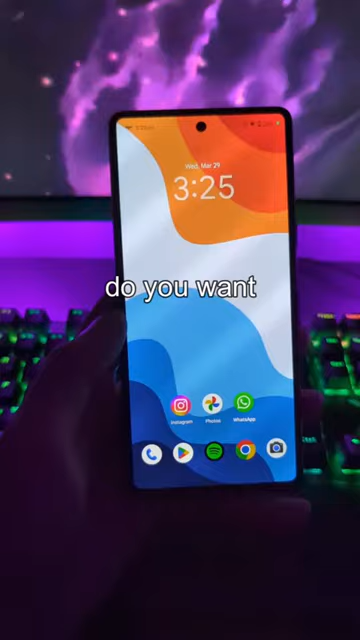 Wed, Mar 29
3:25
do you want
Instagram
Photos
WhatsApp